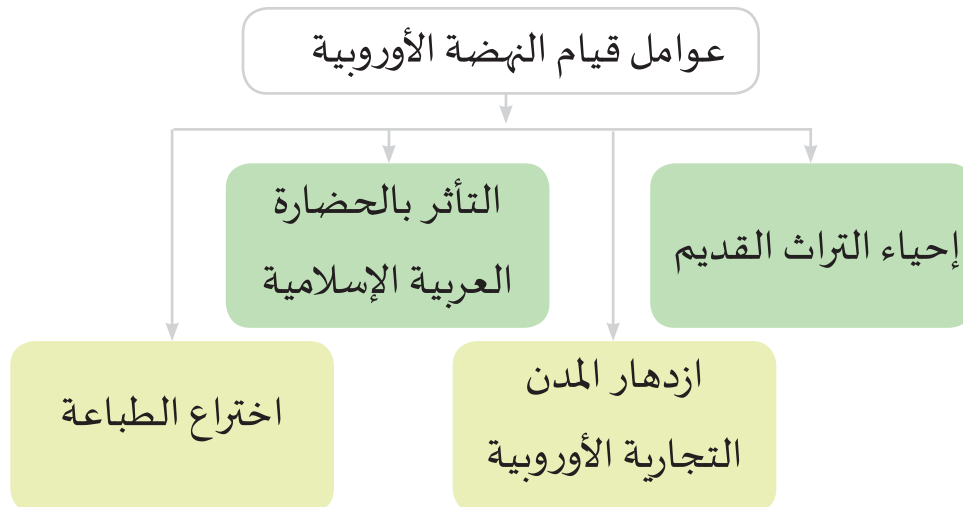 عوامل قيام النهضة الأوروبية
إحياء التراث القديم
التأثر بالحضارة
العربية الإسلامية
ازدهار المدن
التجارية الأوروبية
اختراع الطباعة